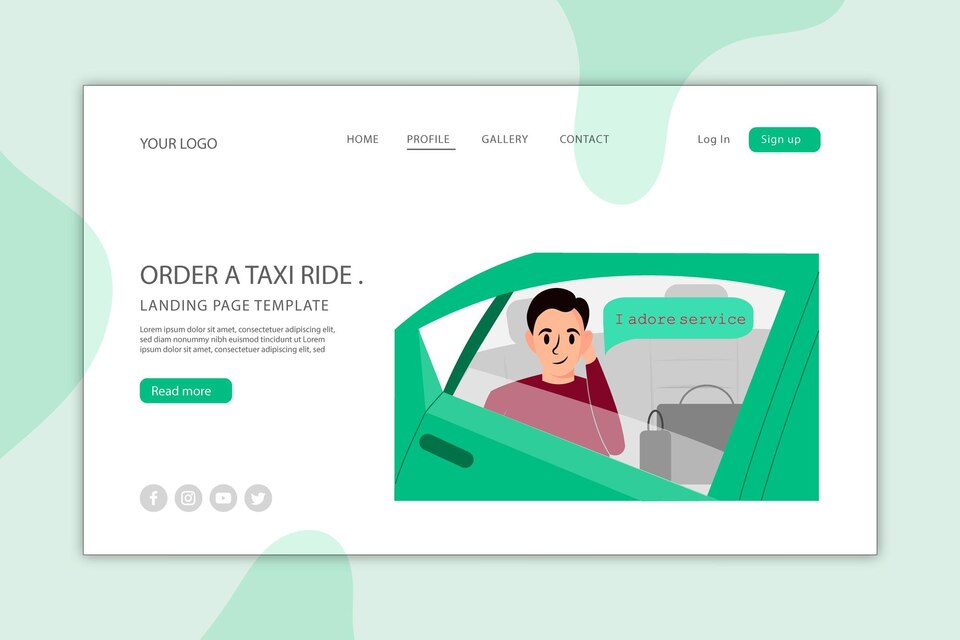 YOUR LOGO
HOME PROFILE GALLERY CONTACT
Log In Sign up
ORDER A TAXI RIDE .
LANDING PAGE TEMPLATE
Lorem ipsum dolor sit amet, consectetuer adipiscing elit,
sed diam nonummy nibh euismod tincidunt ut Lorem
ipsum dolor sit amet, consectetuer adipiscing elit, sed
Read more
I adore service